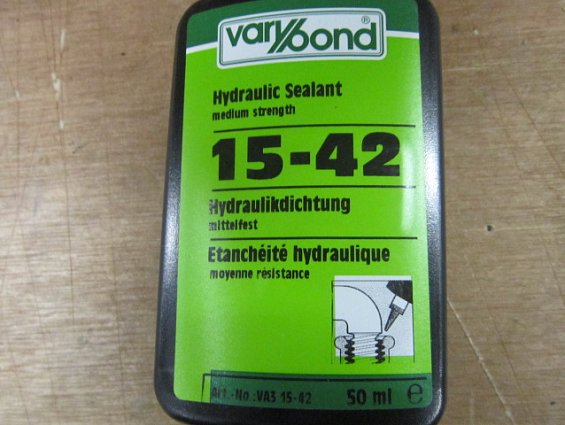 varybond®
Hydraulic Sealant
medium strength
15-42
Hydraulikdichtung
mittelfest
Etanchéité hydraulique
moyenne résistance
Art.-No.:VA3 15-42 50 ml ℮